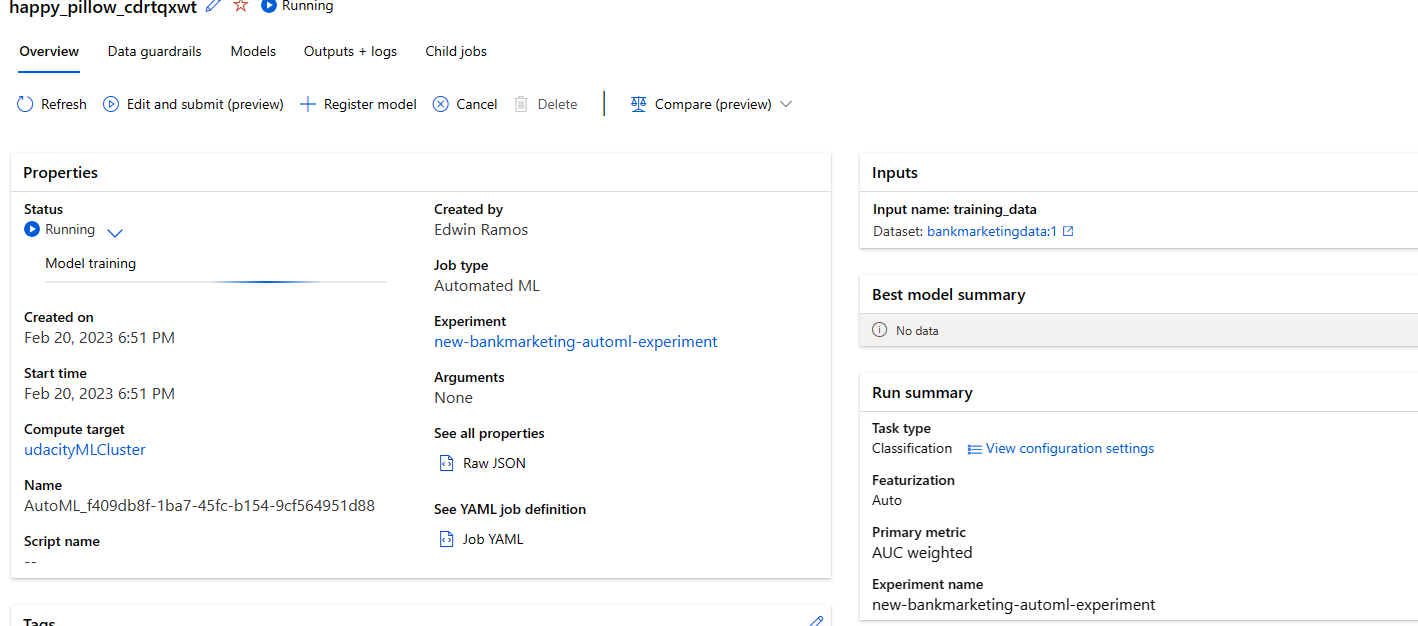 happy_pillow_cdrtqxwt Running
Overview Data guardrails Models Outputs + logs Child jobs
Refresh Edit and submit (preview) Register model Cancel Delete Compare (preview)
Properties
Status
Running
Model training
Created on
Feb 20, 2023 6:51 PM
Start time
Feb 20, 2023 6:51 PM
Compute target
udacityMLCluster
Name
AutoML_f409db8f-1ba7-45fc-b154-9cf564951d88
Script name
--
Created by
Edwin Ramos
Job type
Automated ML
Experiment
new-bankmarketing-automl-experiment
Arguments
None
See all properties
Raw JSON
See YAML job definition
Job YAML
Tags
Inputs
Input name: training_data
Dataset: bankmarketingdata:1
Best model summary
No data
Run summary
Task type
Classification View configuration settings
Featurization
Auto
Primary metric
AUC weighted
Experiment name
new-bankmarketing-automl-experiment